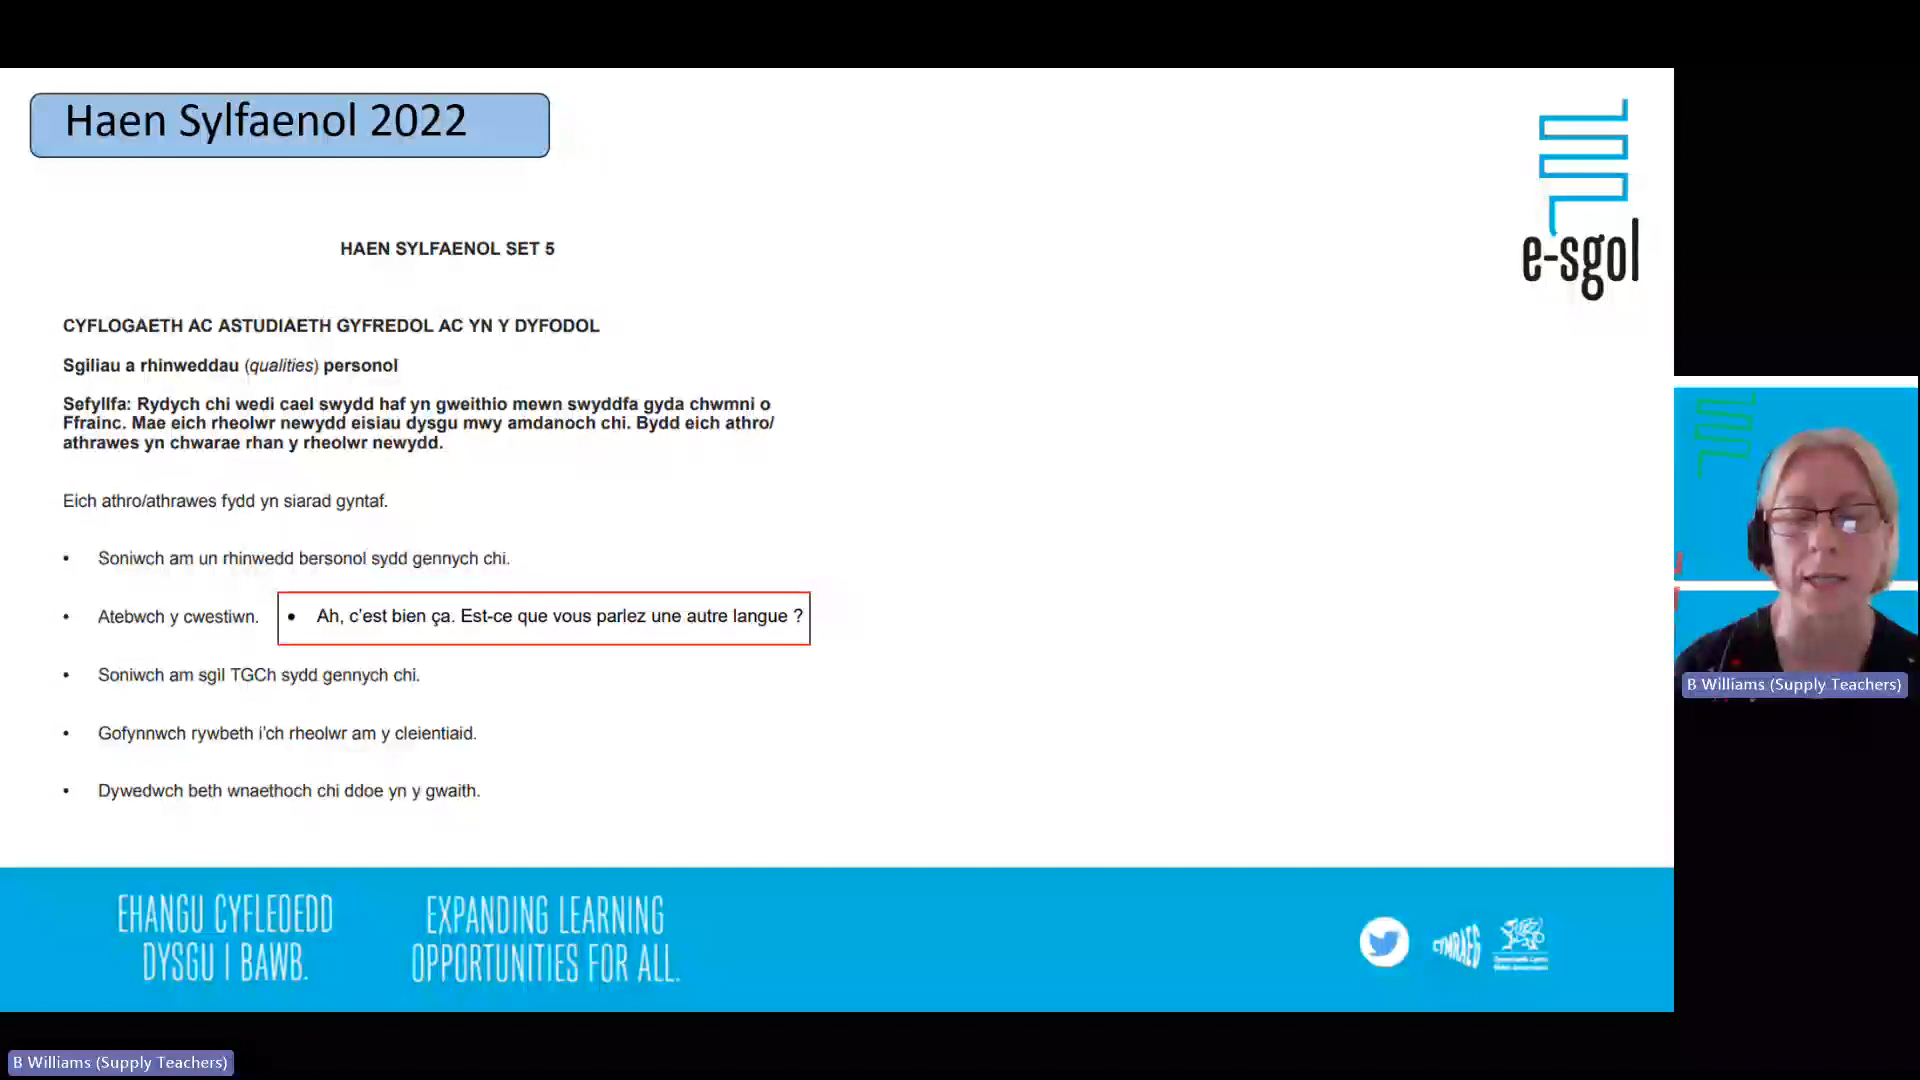 Haen Sylfaenol 2022
e-sgol
HAEN SYLFAENOL SET 5
CYFLOGAETH AC ASTUDIAETH GYFREDOL AC YN Y DYFODOL
Sgiliau a rhinweddau (qualities) personol
Sefyllfa: Rydych chi wedi cael swydd haf yn gweithio mewn swyddfa gyda chwmni o
Ffrainc. Mae eich rheolwr newydd eisiau dysgu mwy amdanoch chi. Bydd eich athro/
athrawes yn chwarae rhan y rheolwr newydd.
Eich athro/athrawes fydd yn siarad gyntaf.
• Soniwch am un rhinwedd bersonol sydd gennych chi.
• Atebwch y cwestiwn. • Ah, c'est bien ça. Est-ce que vous parlez une autre langue ?
• Soniwch am sgìl TGCh sydd gennych chi.
• Gofynnwch rywbeth i'ch rheolwr am y cleientiaid.
• Dywedwch beth wnaethoch chi ddoe yn y gwaith.
B Williams (Supply Teachers)
EHANGU CYFLEOEDD
DYSGU I BAWB.
EXPANDING LEARNING
OPPORTUNITIES FOR ALL.
CYMRAEG
B Williams (Supply Teachers)